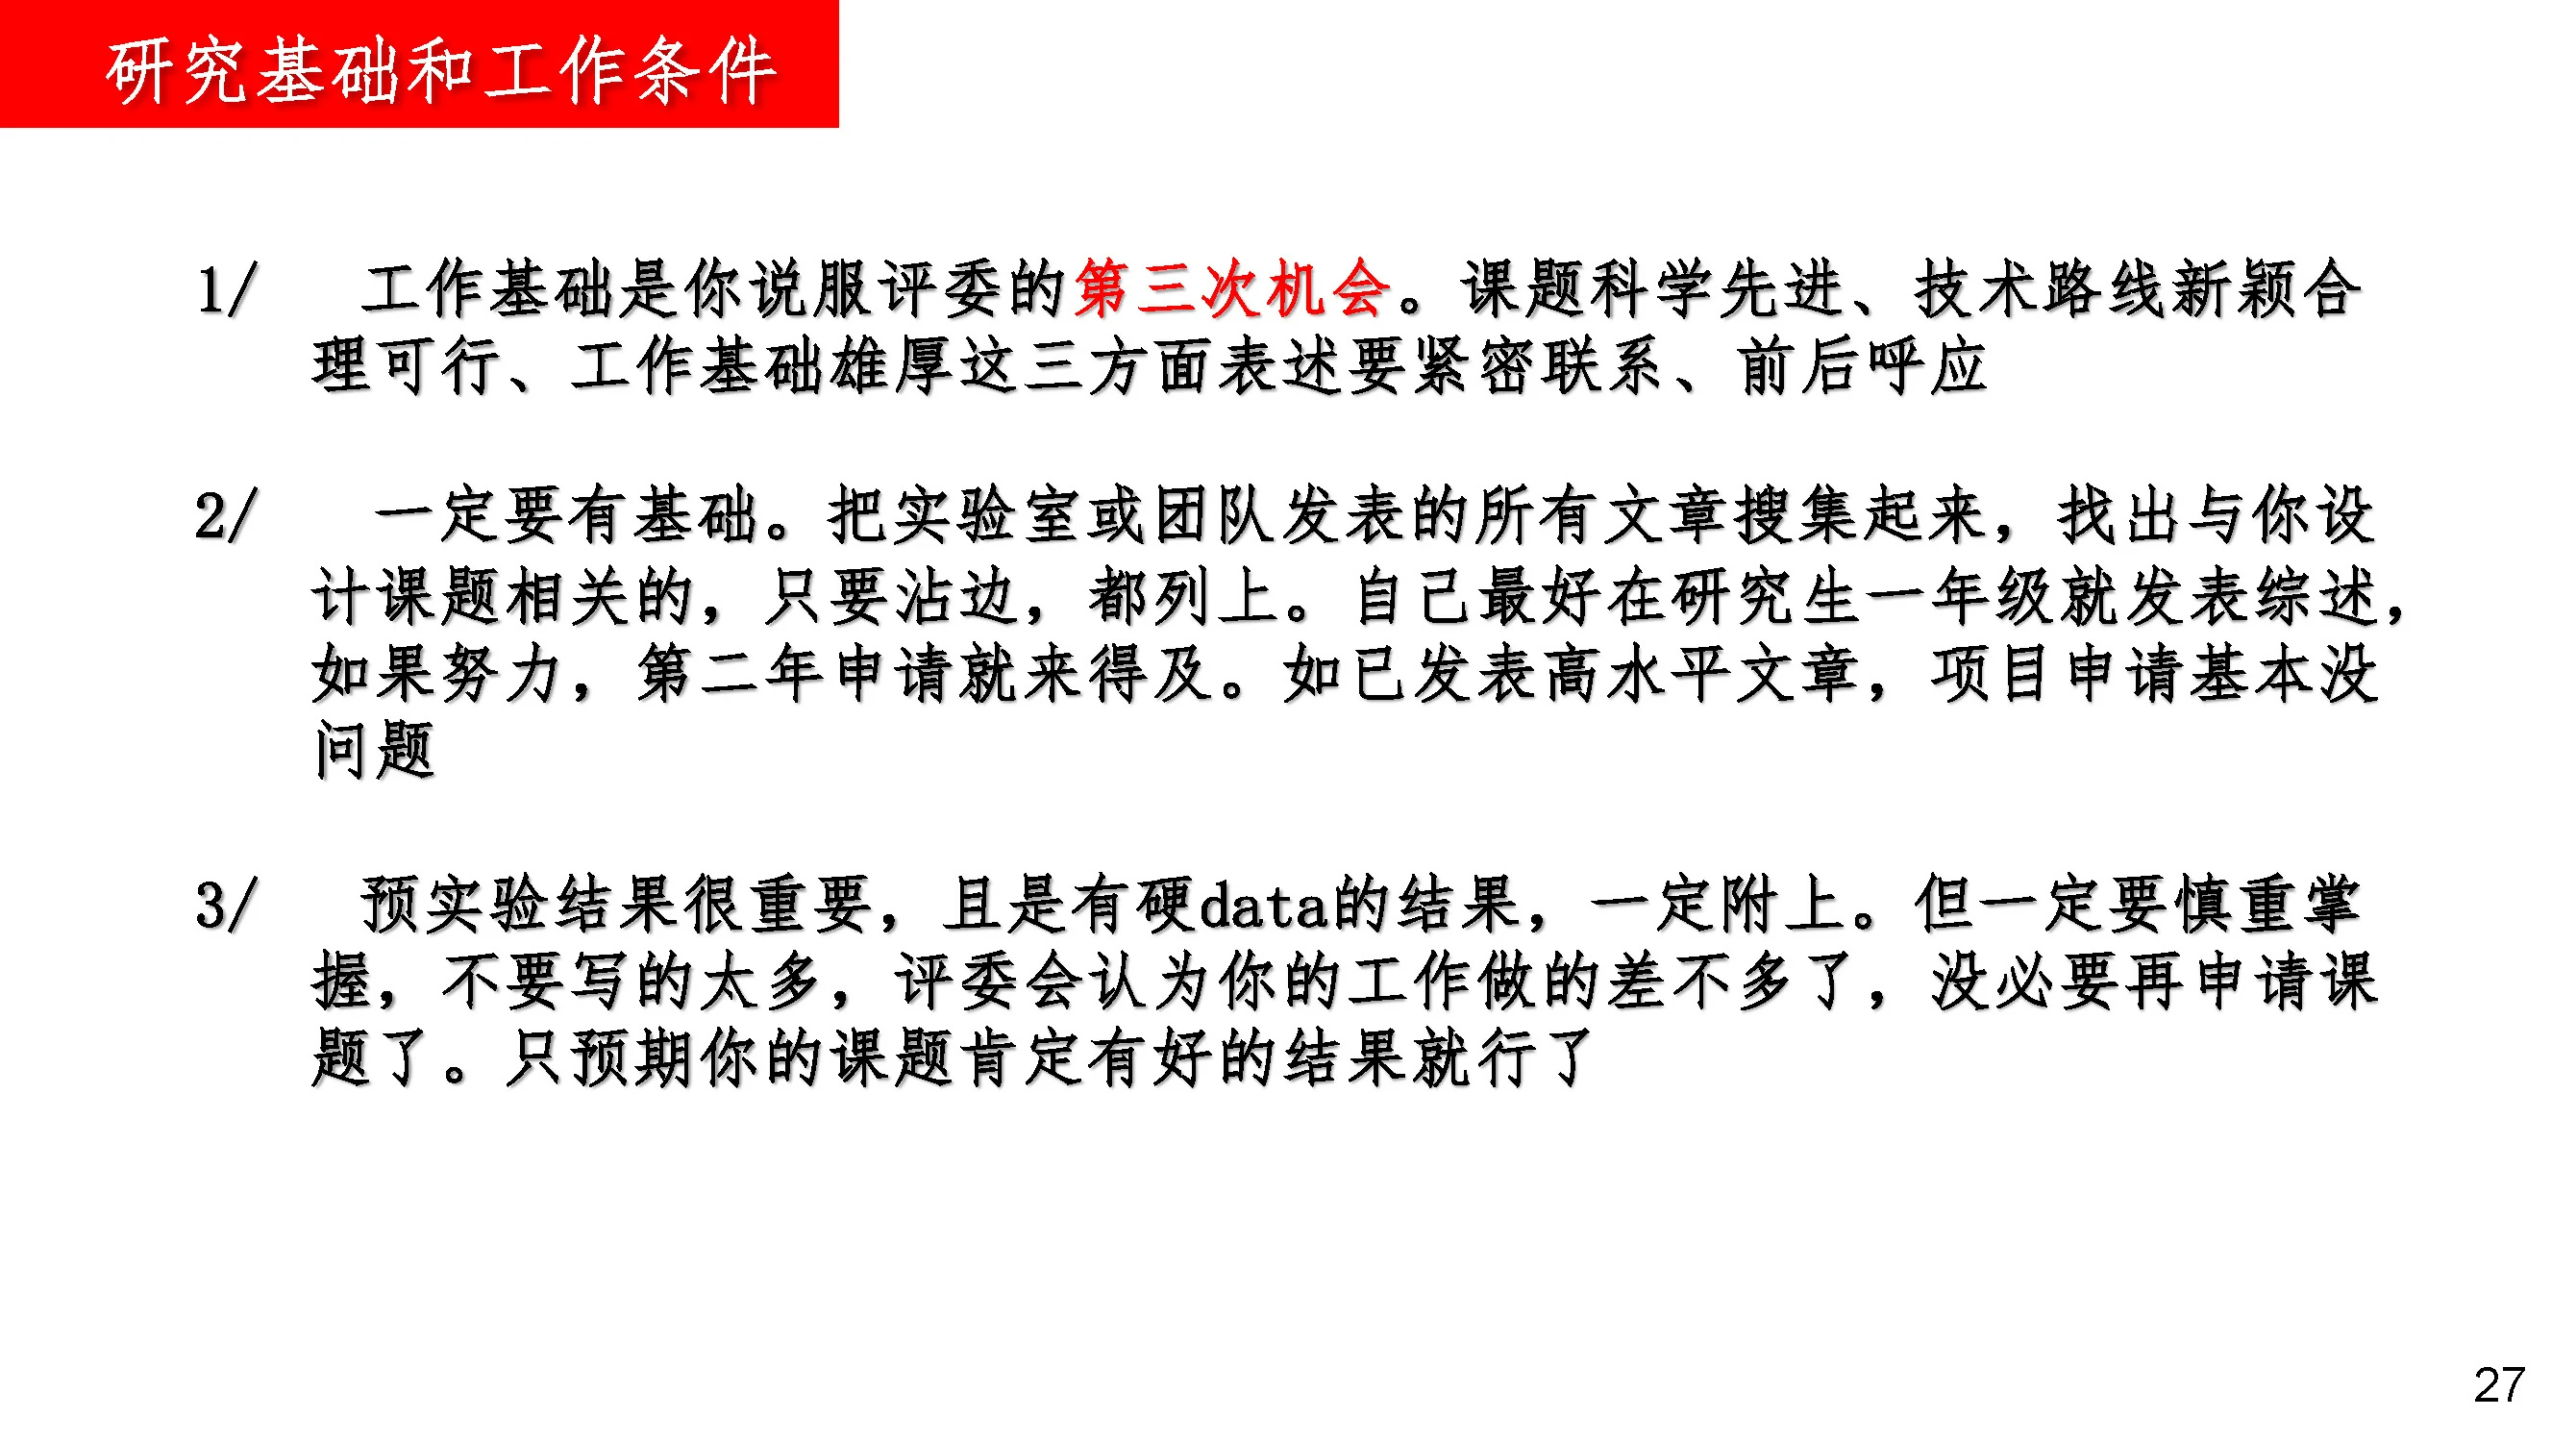 研究基础和工作条件
1/ 工作基础是你说服评委的第三次机会。课题科学先进、技术路线新颖合
理可行、工作基础雄厚这三方面表述要紧密联系、前后呼应
2/ 一定要有基础。把实验室或团队发表的所有文章搜集起来，找出与你设
计课题相关的，只要沾边，都列上。自己最好在研究生一年级就发表综述，
如果努力，第二年申请就来得及。如已发表高水平文章，项目申请基本没
问题
3/ 预实验结果很重要，且是有硬data的结果，一定附上。但一定要慎重掌
握，不要写的太多，评委会认为你的工作做的差不多了，没必要再申请课
题了。只预期你的课题肯定有好的结果就行了
27